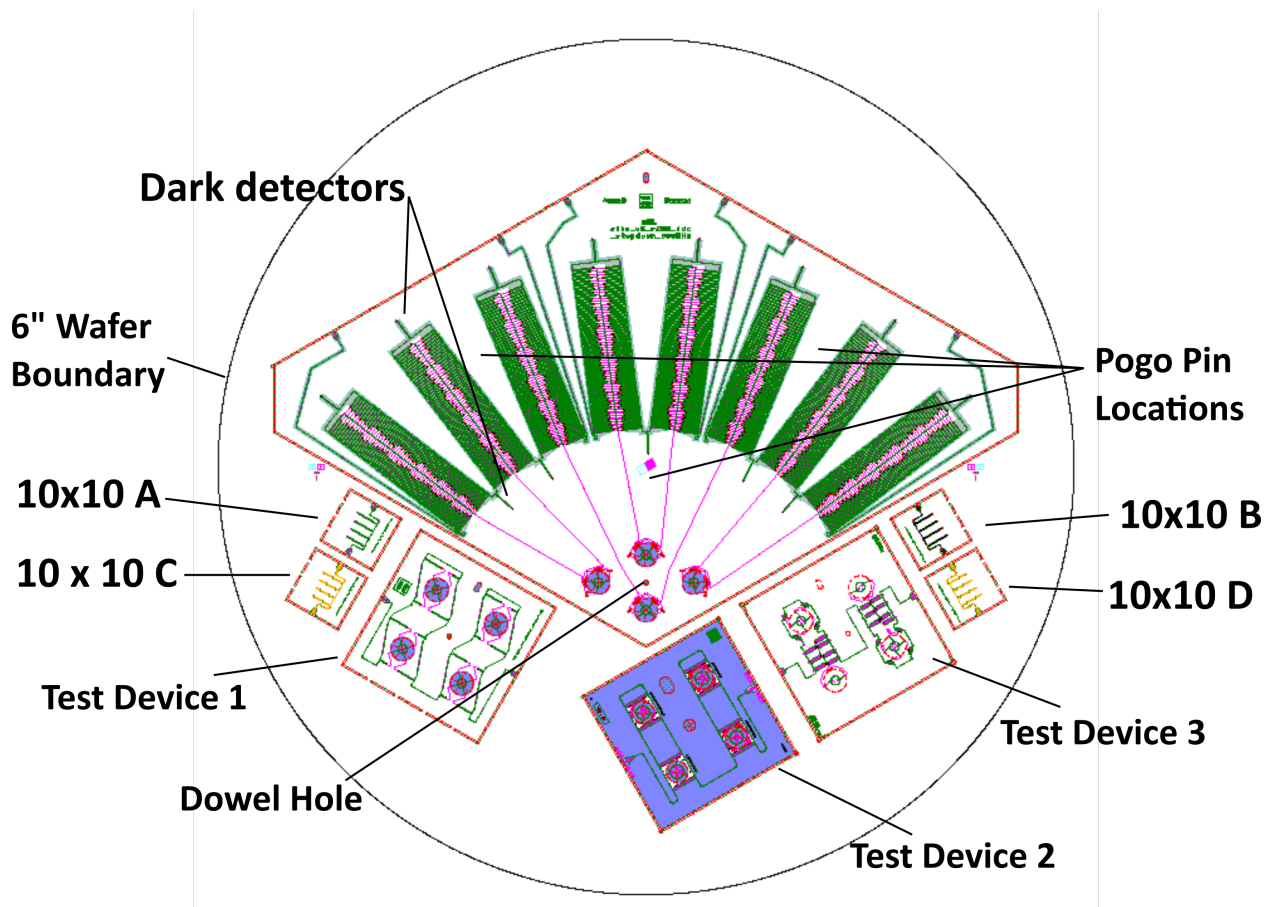 Dark detectors
6" Wafer
Boundary
Pogo Pin
Locations
10x10 A
10x10 B
10 x 10 C
10x10 D
Test Device 1
Test Device 3
Dowel Hole
Test Device 2